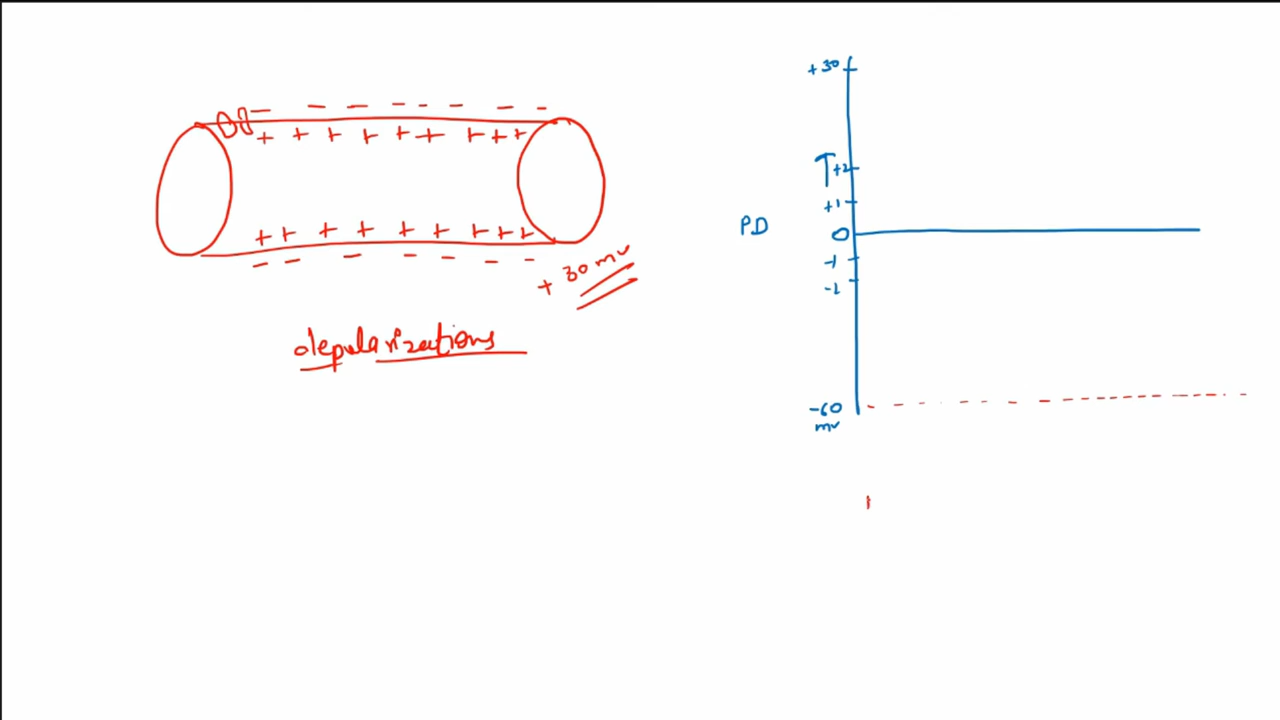 − − − − − − − −
+ + + + + + + + +
+ + + + + + + + +
− − − − − − −
+ 30 mv
depolarizations
+30
+2
+1
PD
0
-1
-2
-60
mv